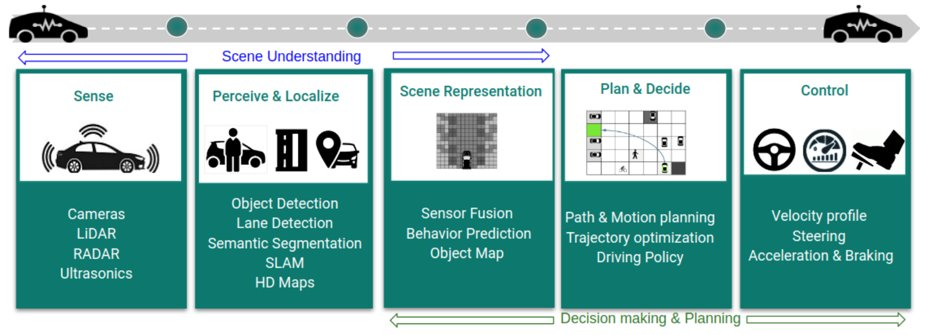 Scene Understanding
Sense
Cameras
LiDAR
RADAR
Ultrasonics
Perceive & Localize
Object Detection
Lane Detection
Semantic Segmentation
SLAM
HD Maps
Scene Representation
Sensor Fusion
Behavior Prediction
Object Map
Plan & Decide
Path & Motion planning
Trajectory optimization
Driving Policy
Control
Velocity profile
Steering
Acceleration & Braking
Decision making & Planning